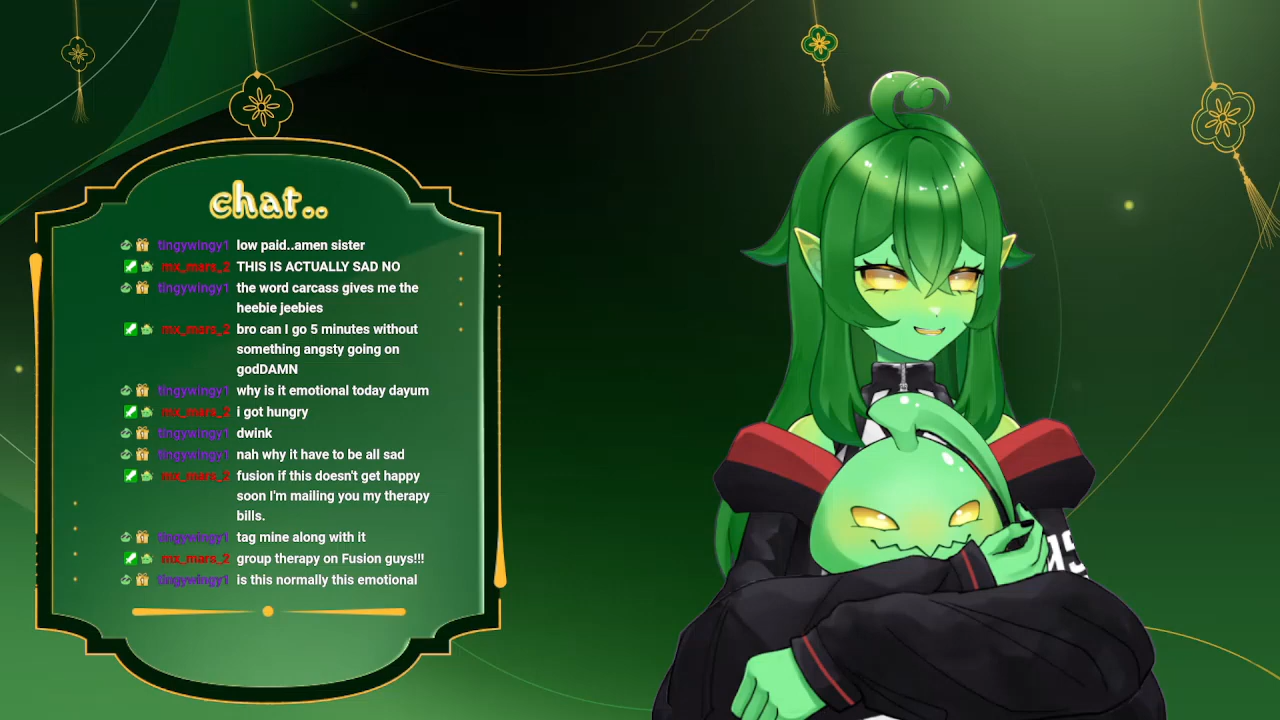 chat..
tingywingy1 low paid..amen sister
mx_mars_2 THIS IS ACTUALLY SAD NO
tingywingy1 the word carcass gives me the
heebie jeebies
mx_mars_2 bro can I go 5 minutes without
something angsty going on
godDAMN
tingywingy1 why is it emotional today dayum
mx_mars_2 i got hungry
tingywingy1 dwink
tingywingy1 nah why it have to be all sad
mx_mars_2 fusion if this doesn't get happy
soon I'm mailing you my therapy
bills.
tingywingy1 tag mine along with it
mx_mars_2 group therapy on Fusion guys!!!
tingywingy1 is this normally this emotional